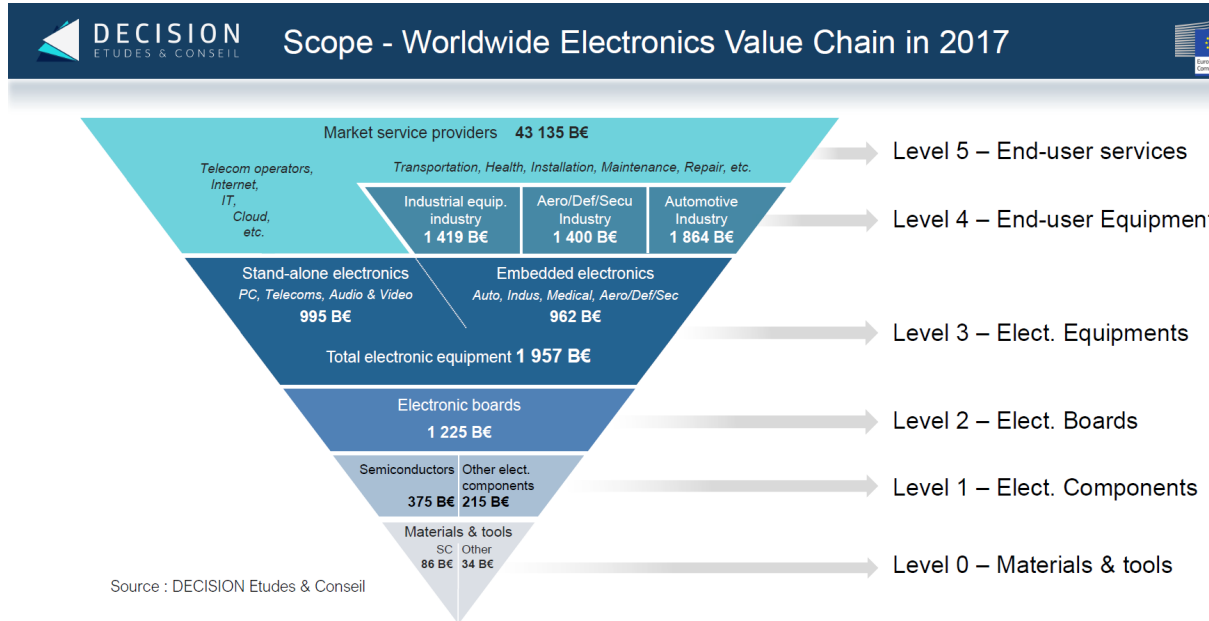 DECISION
ETUDES & CONSEIL
Scope - Worldwide Electronics Value Chain in 2017
Market service providers 43 135 B€
Telecom operators,
Internet,
IT,
Cloud,
etc.
Transportation, Health, Installation, Maintenance, Repair, etc.
Level 5 – End-user services
Industrial equip.
industry
1 419 B€
Aero/Def/Secu
Industry
1 400 B€
Automotive
Industry
1 864 B€
Level 4 – End-user Equipment
Stand-alone electronics
PC, Telecoms, Audio & Video
995 B€
Embedded electronics
Auto, Indus, Medical, Aero/Def/Sec
962 B€
Total electronic equipment 1 957 B€
Level 3 – Elect. Equipments
Electronic boards
1 225 B€
Level 2 – Elect. Boards
Semiconductors
375 B€
Other elect.
components
215 B€
Level 1 – Elect. Components
Materials & tools
SC
86 B€
Other
34 B€
Level 0 – Materials & tools
Source : DECISION Etudes & Conseil